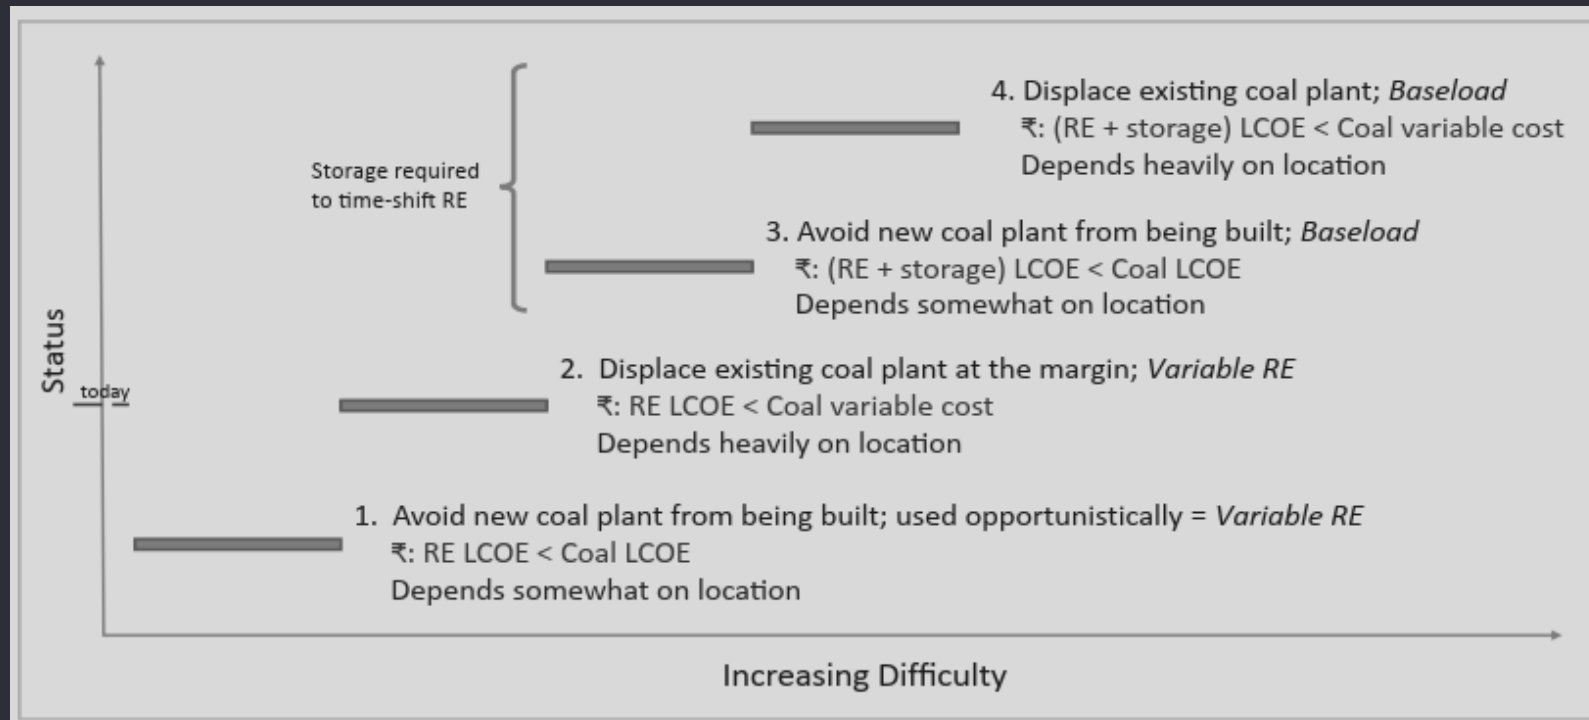 4. Displace existing coal plant; Baseload
₹: (RE + storage) LCOE < Coal variable cost
Depends heavily on location
Storage required
to time-shift RE
3. Avoid new coal plant from being built; Baseload
₹: (RE + storage) LCOE < Coal LCOE
Depends somewhat on location
Status
today
2. Displace existing coal plant at the margin; Variable RE
₹: RE LCOE < Coal variable cost
Depends heavily on location
1. Avoid new coal plant from being built; used opportunistically = Variable RE
₹: RE LCOE < Coal LCOE
Depends somewhat on location
Increasing Difficulty